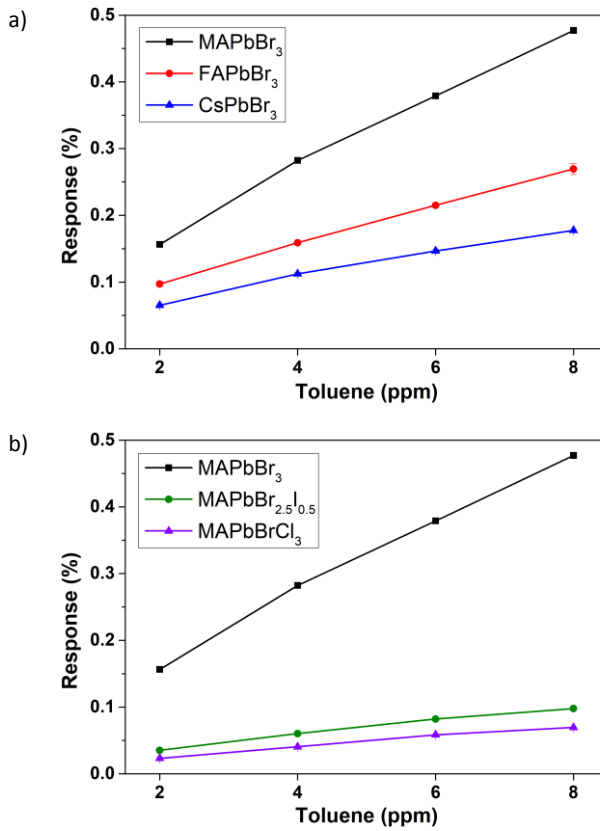 a)
0.5
0.4
0.3
0.2
0.1
0.0
Response (%)
MAPbBr₃
FAPbBr₃
CsPbBr₃
2 4 6 8
Toluene (ppm)
b)
0.5
0.4
0.3
0.2
0.1
0.0
Response (%)
MAPbBr₃
MAPbBr₂.₅I₀.₅
MAPbBrCl₃
2 4 6 8
Toluene (ppm)